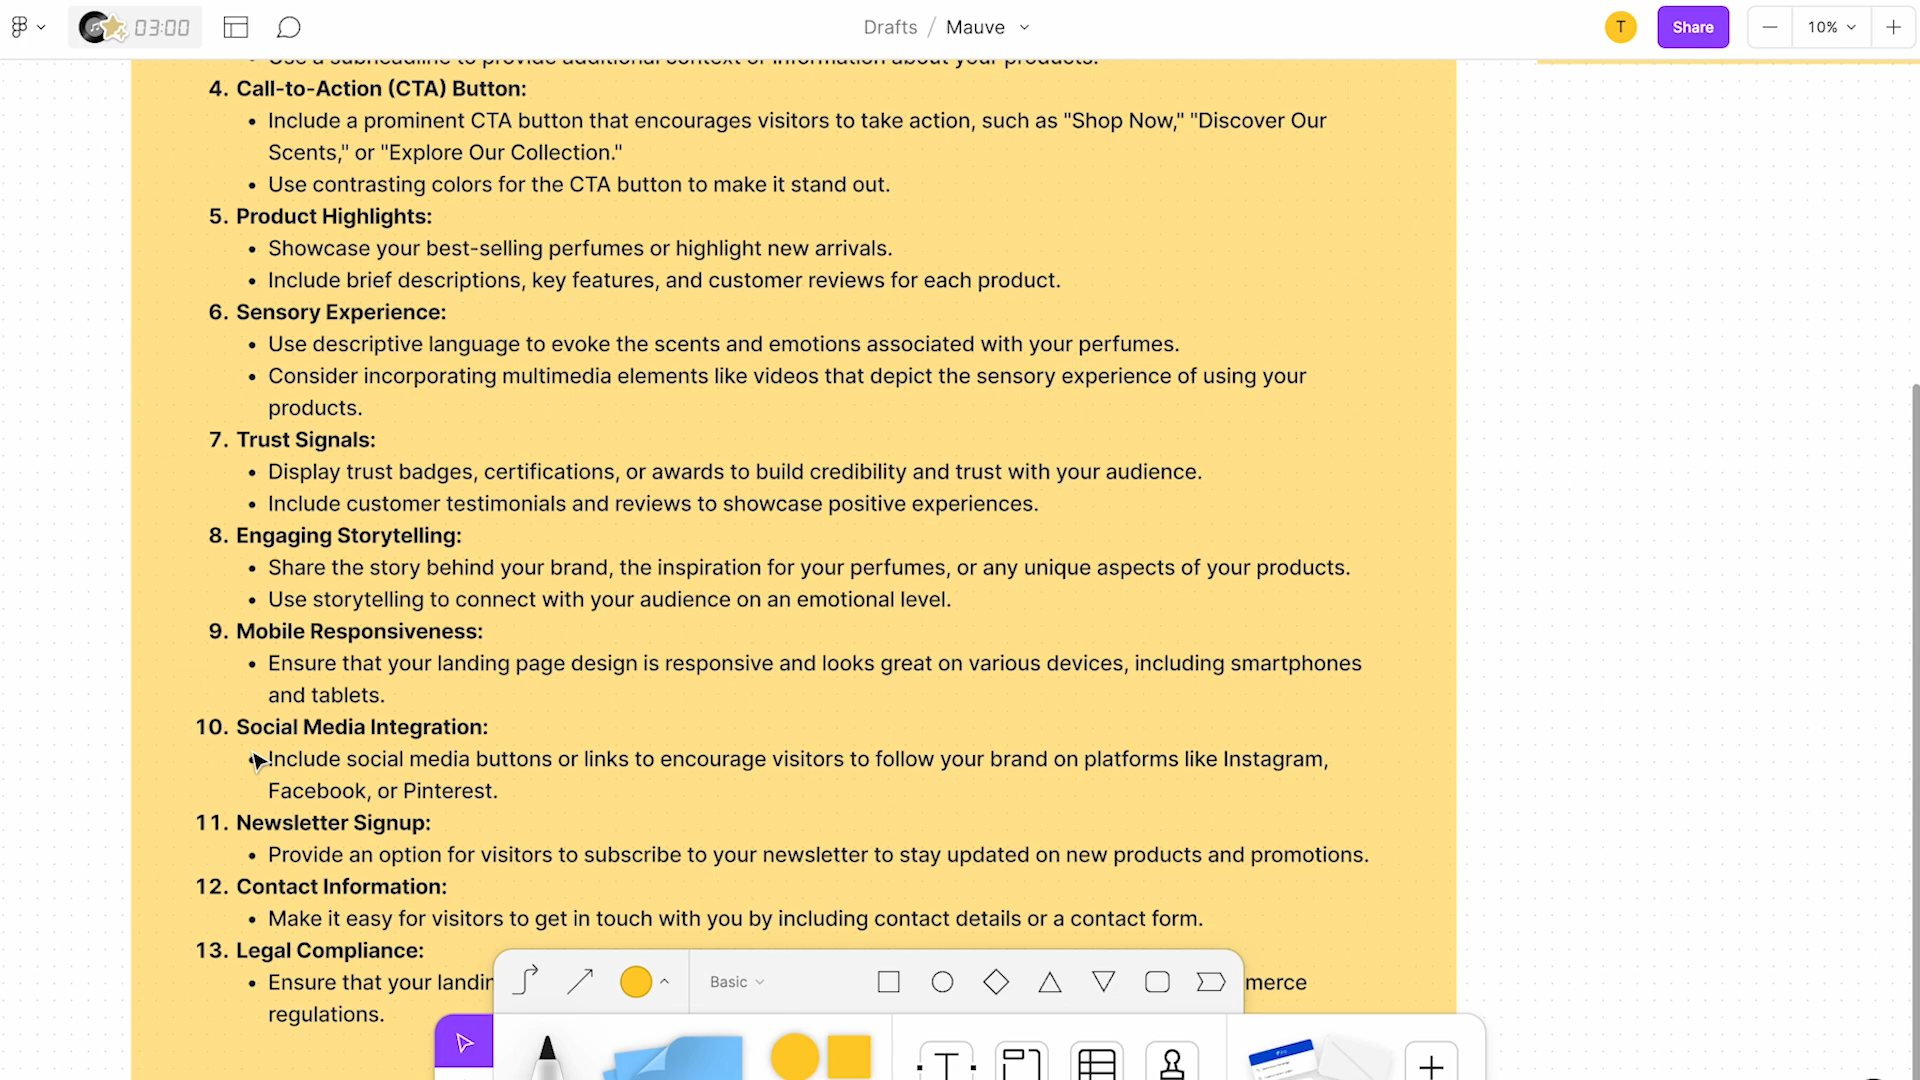 03:00
Drafts / Mauve
T
Share
10%
Use a subheadline to provide additional context or information about your products.
4. Call-to-Action (CTA) Button:
• Include a prominent CTA button that encourages visitors to take action, such as "Shop Now," "Discover Our
Scents," or "Explore Our Collection."
• Use contrasting colors for the CTA button to make it stand out.
5. Product Highlights:
• Showcase your best-selling perfumes or highlight new arrivals.
• Include brief descriptions, key features, and customer reviews for each product.
6. Sensory Experience:
• Use descriptive language to evoke the scents and emotions associated with your perfumes.
• Consider incorporating multimedia elements like videos that depict the sensory experience of using your
products.
7. Trust Signals:
• Display trust badges, certifications, or awards to build credibility and trust with your audience.
• Include customer testimonials and reviews to showcase positive experiences.
8. Engaging Storytelling:
• Share the story behind your brand, the inspiration for your perfumes, or any unique aspects of your products.
• Use storytelling to connect with your audience on an emotional level.
9. Mobile Responsiveness:
• Ensure that your landing page design is responsive and looks great on various devices, including smartphones
and tablets.
10. Social Media Integration:
• Include social media buttons or links to encourage visitors to follow your brand on platforms like Instagram,
Facebook, or Pinterest.
11. Newsletter Signup:
• Provide an option for visitors to subscribe to your newsletter to stay updated on new products and promotions.
12. Contact Information:
• Make it easy for visitors to get in touch with you by including contact details or a contact form.
13. Legal Compliance:
• Ensure that your landin merce
regulations.
Basic
T